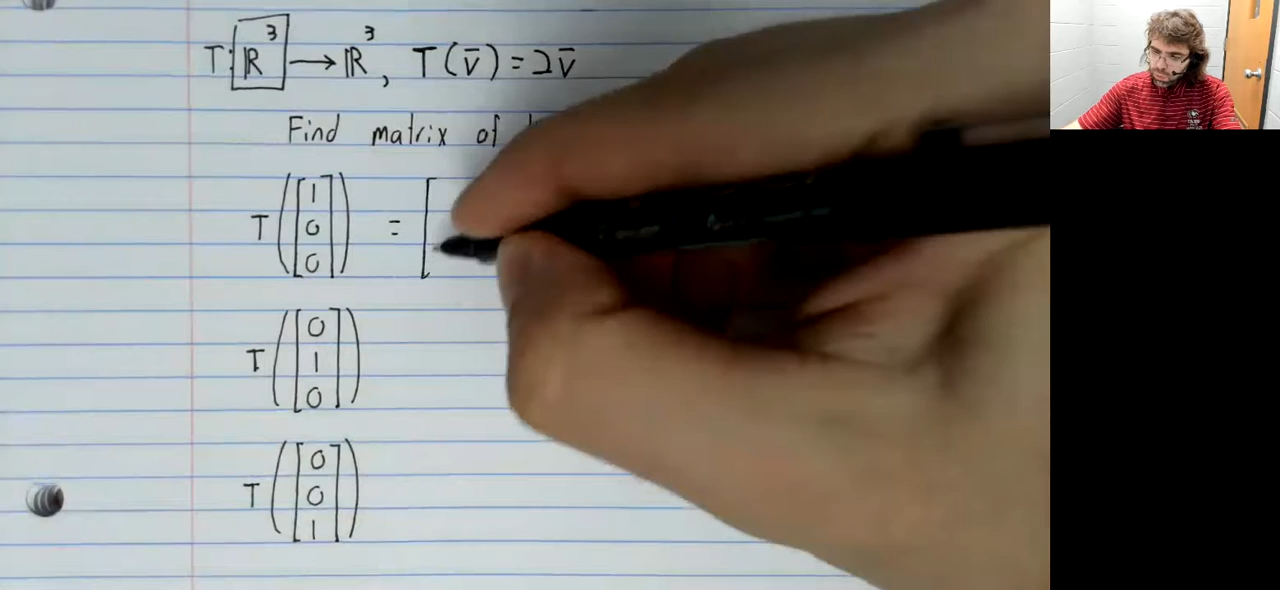 T: ℝ³ → ℝ³, T(v̄) = 2v̄
Find matrix of
T([1 0 0]) = [
T([0 1 0])
T([0 0 1])